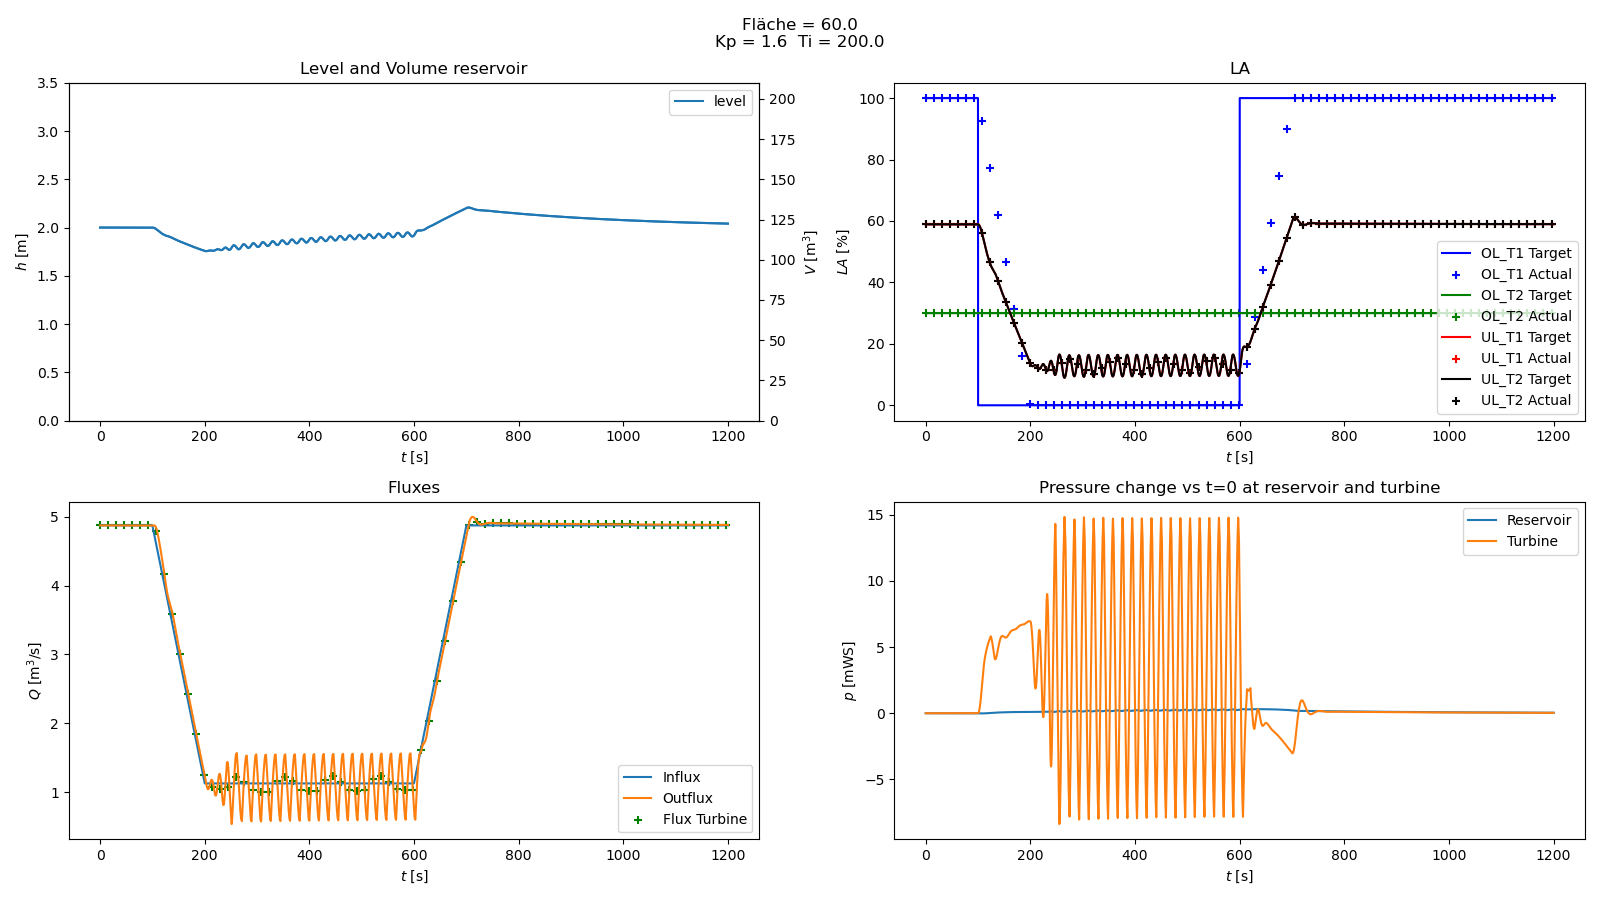 Fläche = 60.0
Kp = 1.6  Ti = 200.0
Level and Volume reservoir
3.5
3.0
2.5
2.0
1.5
1.0
0.5
0.0
h [m]
200
175
150
125
100
75
50
25
0
V [m³]
level
0 200 400 600 800 1000 1200
t [s]
LA
100
80
60
40
20
0
LA [%]
OL_T1 Target
OL_T1 Actual
OL_T2 Target
OL_T2 Actual
UL_T1 Target
UL_T1 Actual
UL_T2 Target
UL_T2 Actual
0 200 400 600 800 1000 1200
t [s]
Fluxes
5
4
3
2
1
Q [m³/s]
Influx
Outflux
Flux Turbine
0 200 400 600 800 1000 1200
t [s]
Pressure change vs t=0 at reservoir and turbine
15
10
5
0
−5
p [mWS]
Reservoir
Turbine
0 200 400 600 800 1000 1200
t [s]